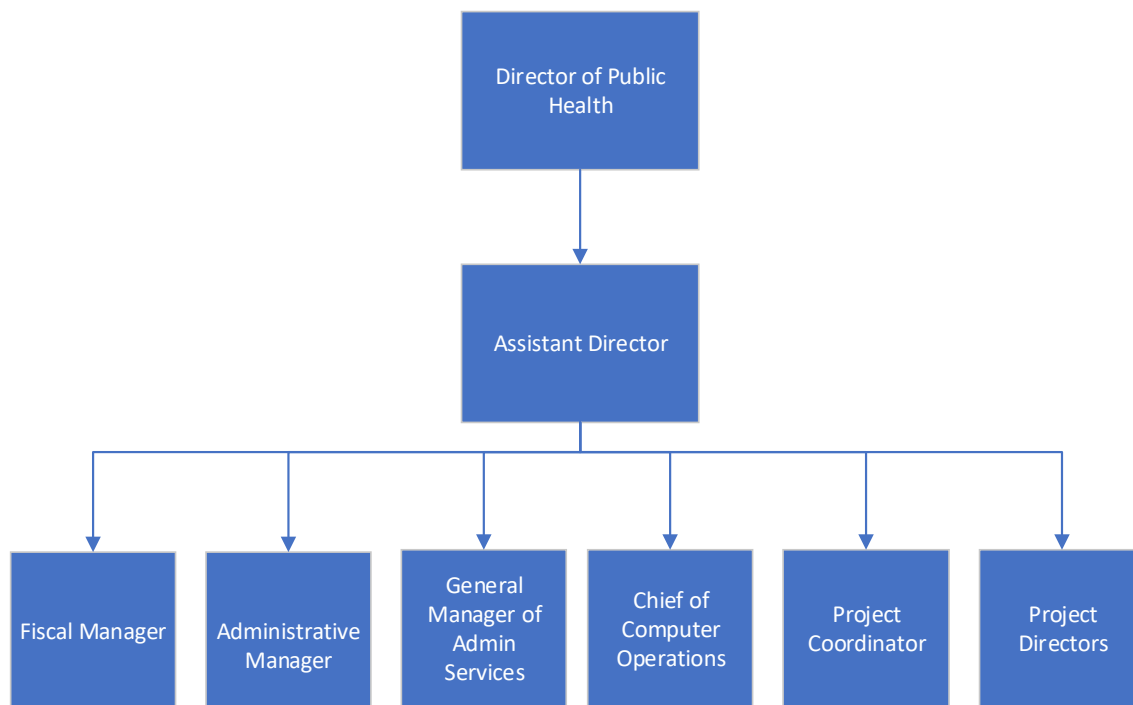 Director of Public
Health
Assistant Director
Fiscal Manager
Administrative
Manager
General
Manager of
Admin
Services
Chief of
Computer
Operations
Project
Coordinator
Project
Directors